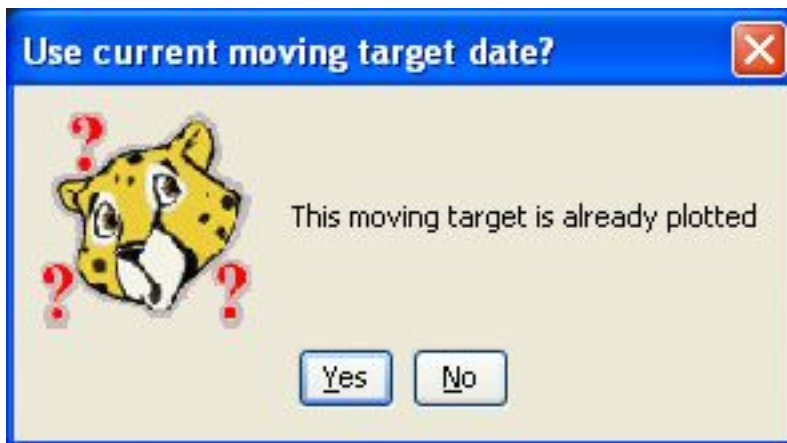 Use current moving target date?
?
This moving target is already plotted
? ?
Yes No